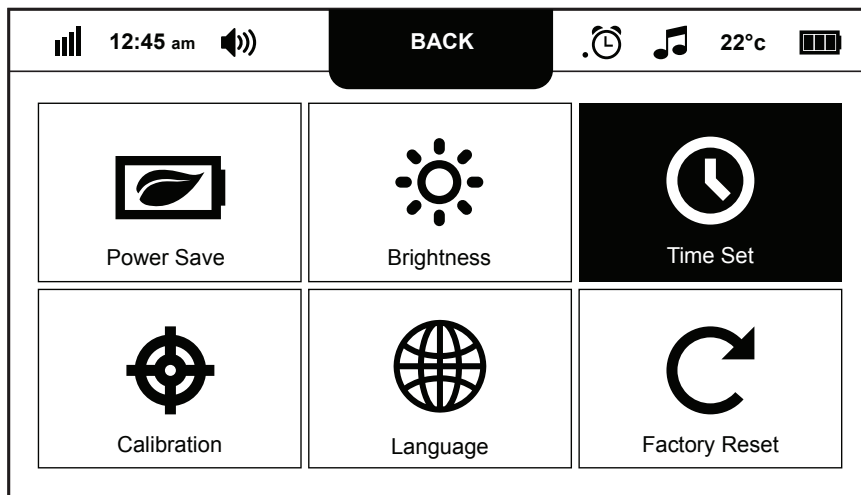 12:45 am BACK 22°c
Power Save Brightness Time Set
Calibration Language Factory Reset